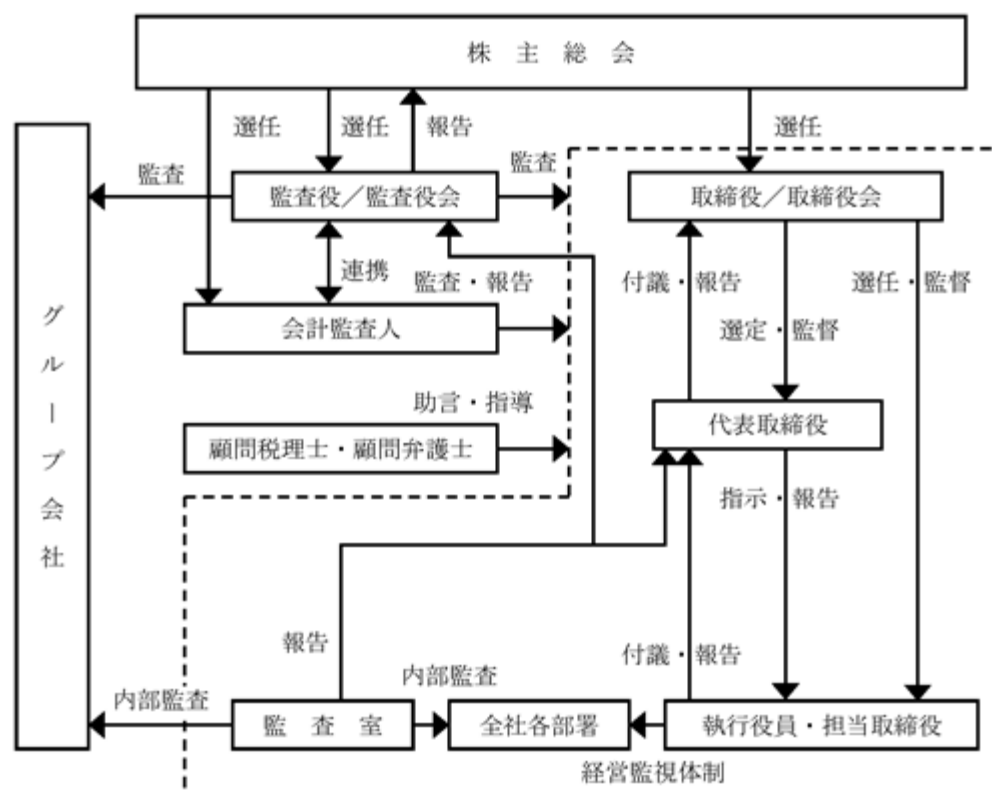 株主総会
選任
選任
報告
選任
監査
監査
監査役／監査役会
取締役／取締役会
連携
監査・報告
付議・報告
選任・監督
会計監査人
選定・監督
助言・指導
代表取締役
顧問税理士・顧問弁護士
指示・報告
グループ会社
報告
付議・報告
内部監査
内部監査
監査室
全社各部署
執行役員・担当取締役
経営監視体制